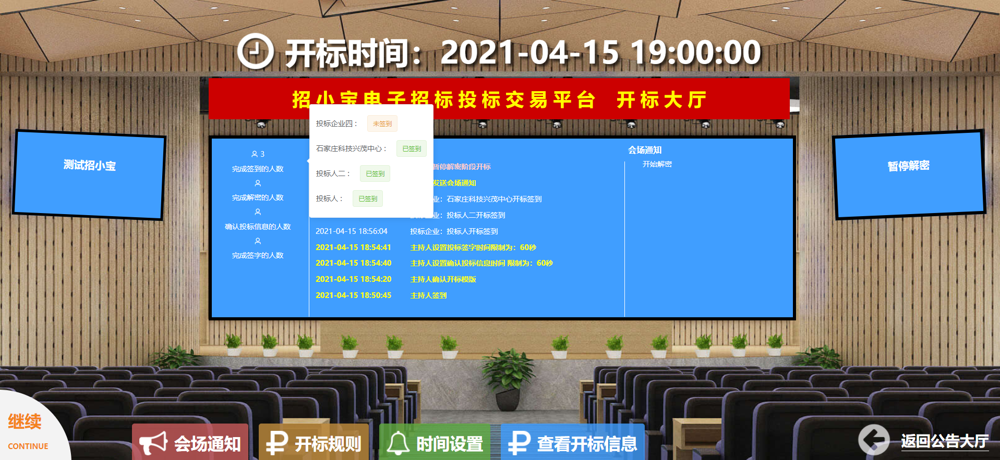 开标时间：2021-04-15 19:00:00
招小宝电子招标投标交易平台 开标大厅
测试招小宝
3
完成签到的人数
完成解密的人数
确认投标信息的人数
完成签字的人数
投标企业四： 未签到
石家庄科技兴茂中心： 已签到
投标人二： 已签到
投标人： 已签到
暂停解密阶段开标
发送会场通知
业：石家庄科技兴茂中心开标签到
业：投标人二开标签到
2021-04-15 18:56:04 投标企业：投标人开标签到
2021-04-15 18:54:41 主持人设置投标签字时间限制为：60秒
2021-04-15 18:54:40 主持人设置确认投标信息时间 限制为：60秒
2021-04-15 18:54:20 主持人确认开标模版
2021-04-15 18:50:45 主持人签到
会场通知
开始解密
暂停解密
继续
CONTINUE
会场通知
开标规则
时间设置
查看开标信息
返回公告大厅